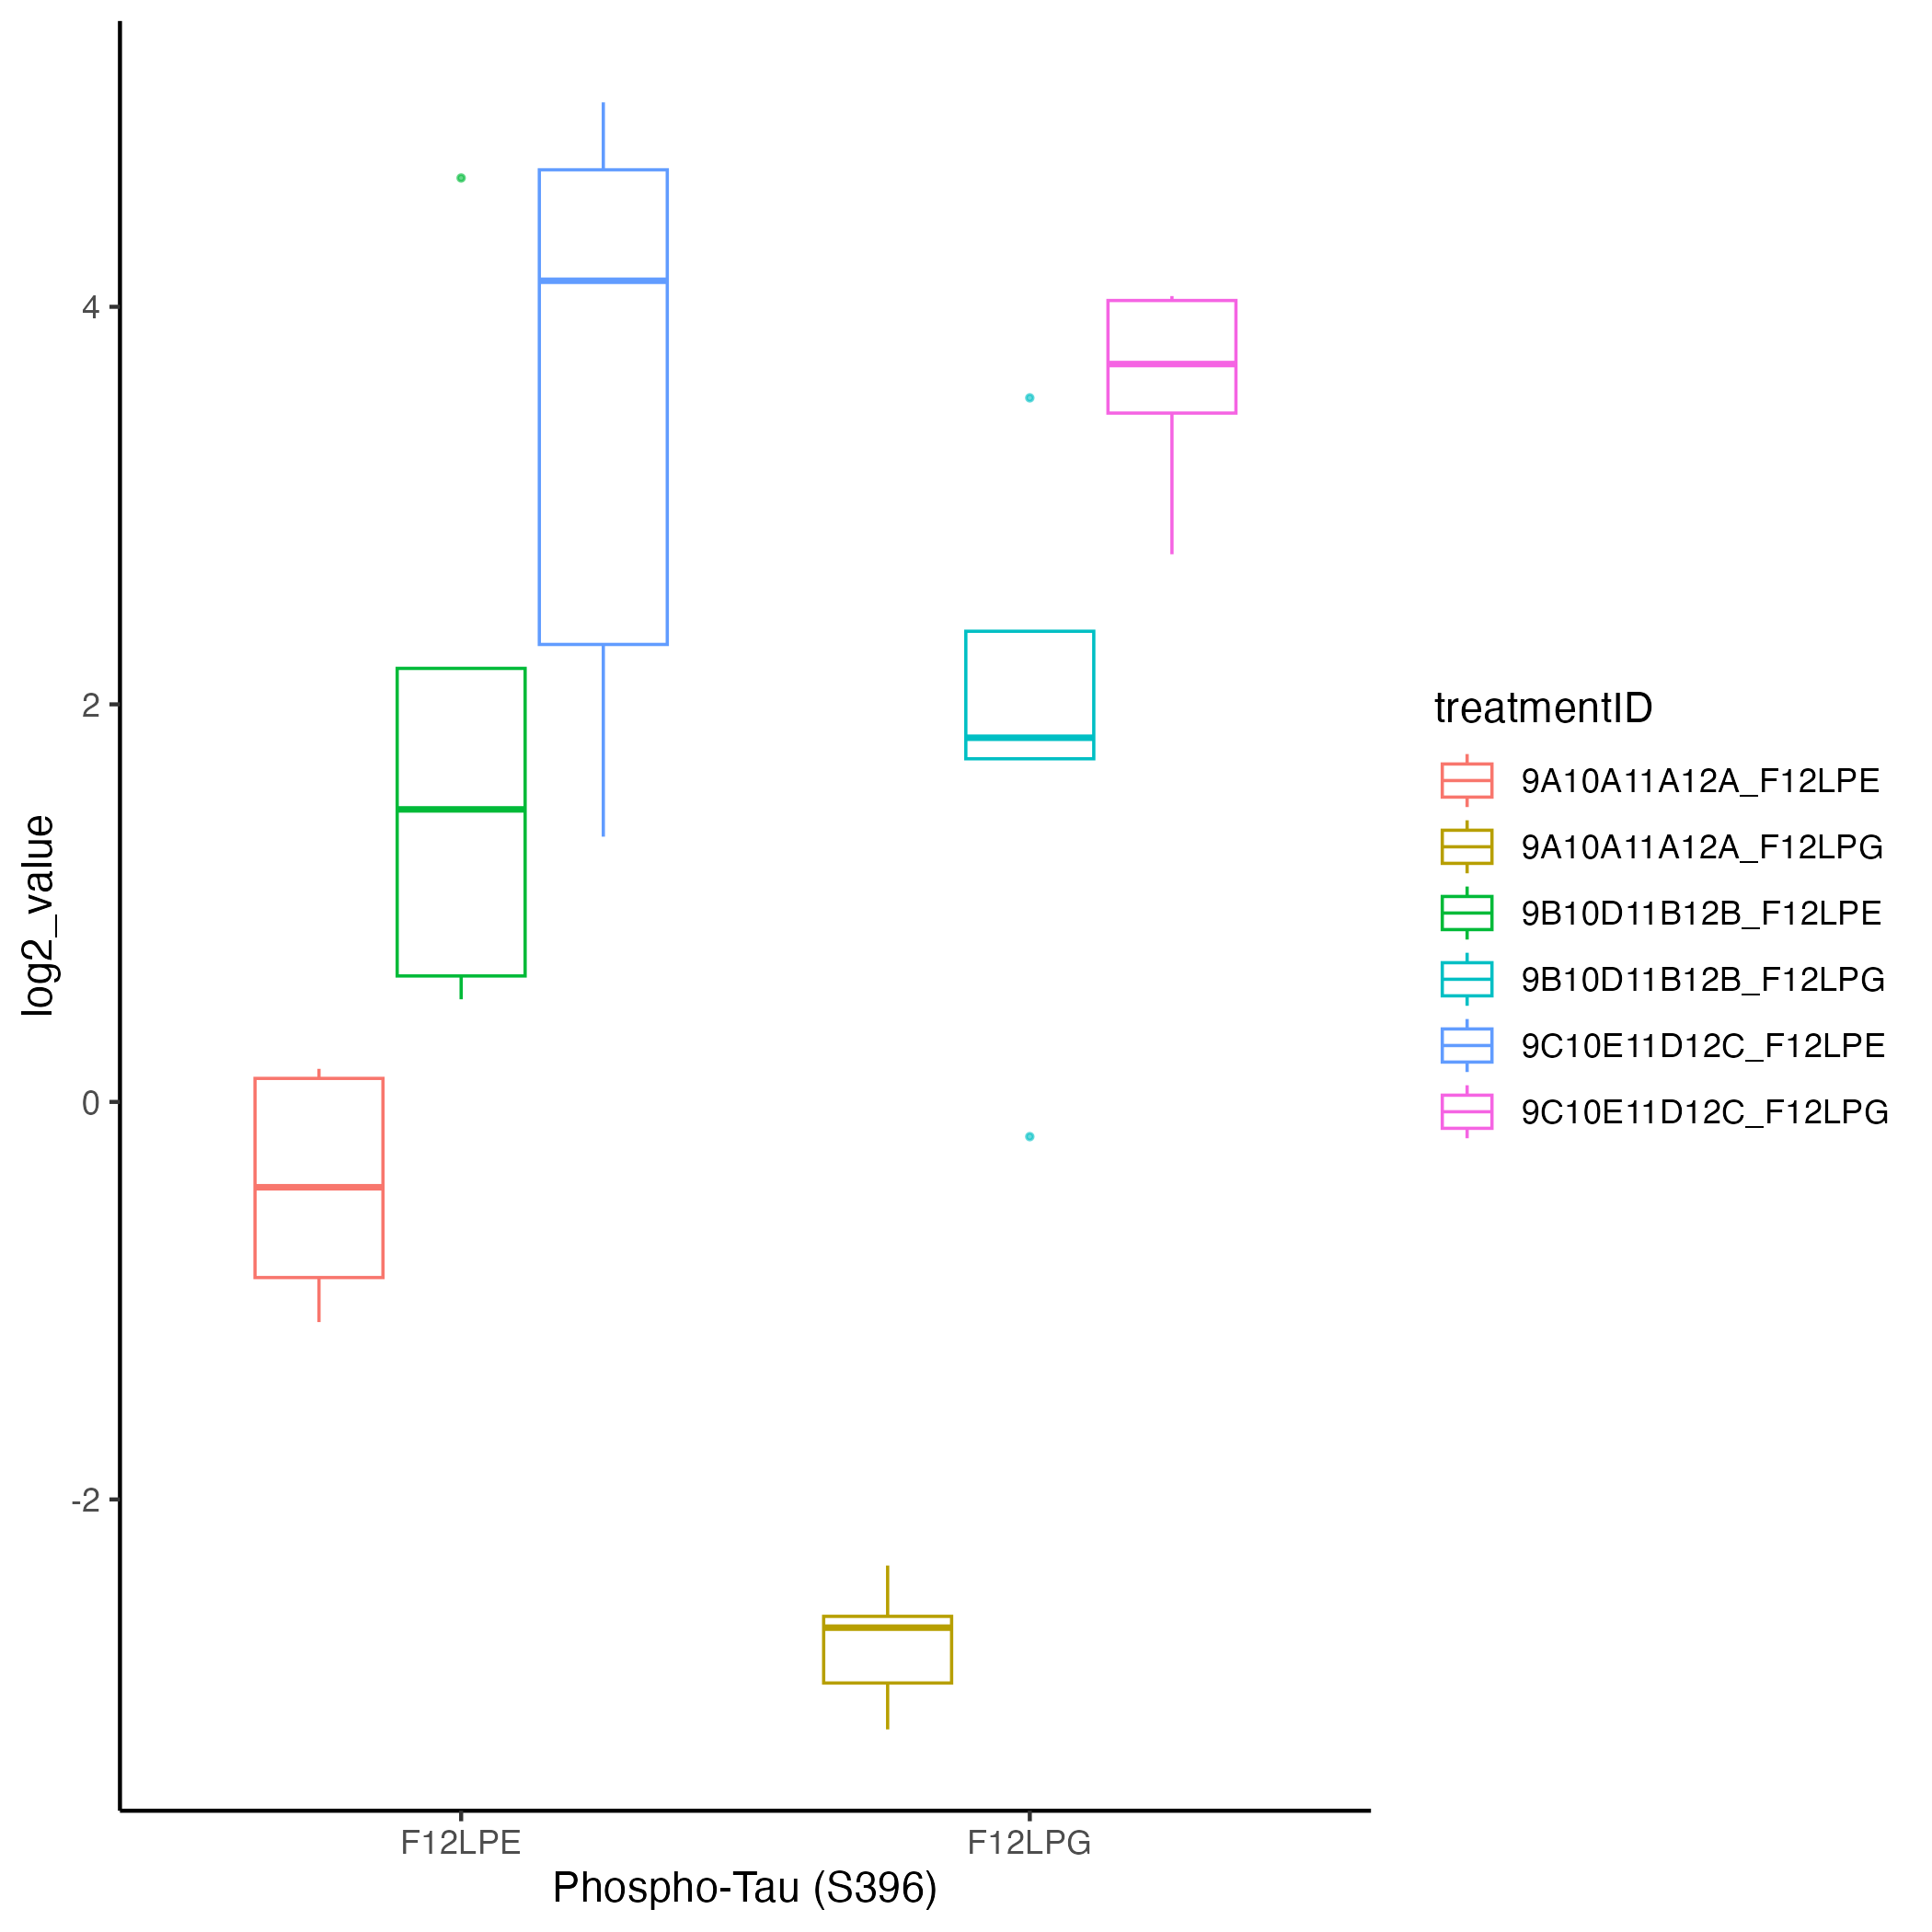 log2_value
4
2
0
-2
F12LPE
F12LPG
Phospho-Tau (S396)
treatmentID
9A10A11A12A_F12LPE
9A10A11A12A_F12LPG
9B10D11B12B_F12LPE
9B10D11B12B_F12LPG
9C10E11D12C_F12LPE
9C10E11D12C_F12LPG